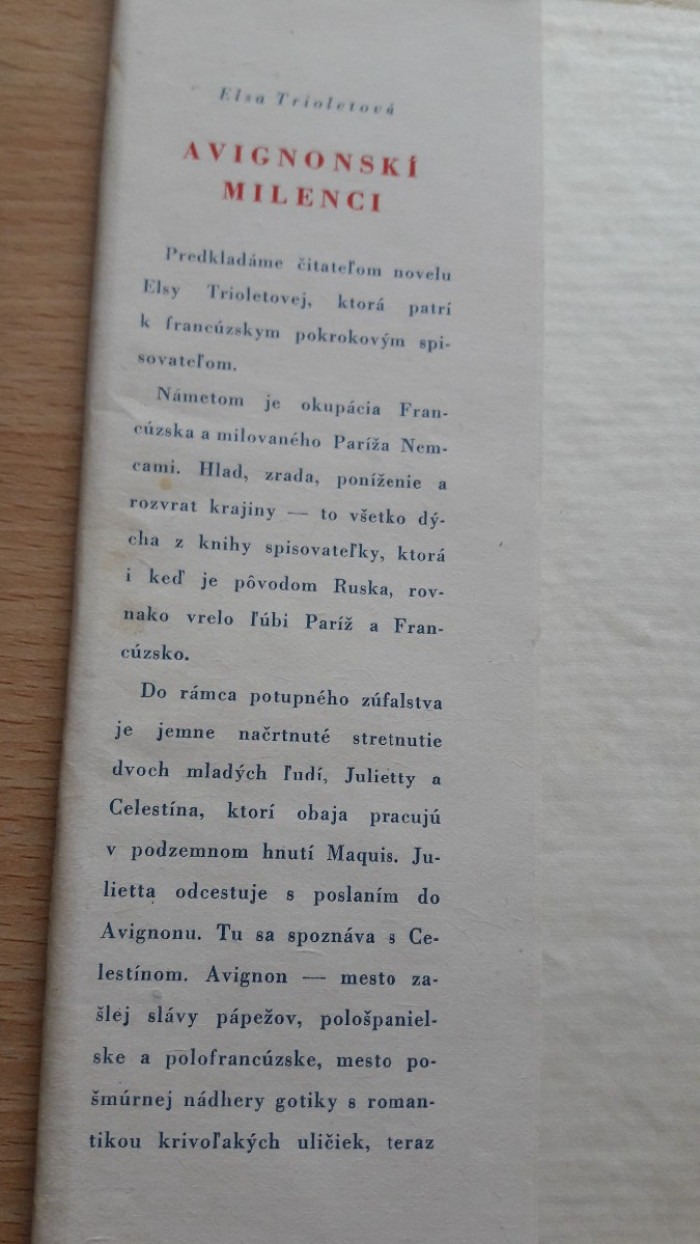 Elsa Trioletová
AVIGNONSKÍ
MILENCI
Predkladáme čitateľom novelu
Elsy Trioletovej, ktorá patrí
k francúzskym pokrokovým spi-
sovateľom.
Námetom je okupácia Fran-
cúzska a milovaného Paríža Nem-
cami. Hlad, zrada, poníženie a
rozvrat krajiny — to všetko dý-
cha z knihy spisovateľky, ktorá
i keď je pôvodom Ruska, rov-
nako vrelo ľúbi Paríž a Fran-
cúzsko.
Do rámca potupného zúfalstva
je jemne načrtnuté stretnutie
dvoch mladých ľudí, Julietty a
Celestína, ktorí obaja pracujú
v podzemnom hnutí Maquis. Ju-
lietta odcestuje s poslaním do
Avignonu. Tu sa spoznáva s Ce-
lestínom. Avignon — mesto za-
šlej slávy pápežov, pološpaniel-
ske a polofrancúzske, mesto po-
šmúrnej nádhery gotiky s roman-
tikou krivoľakých uličiek, teraz